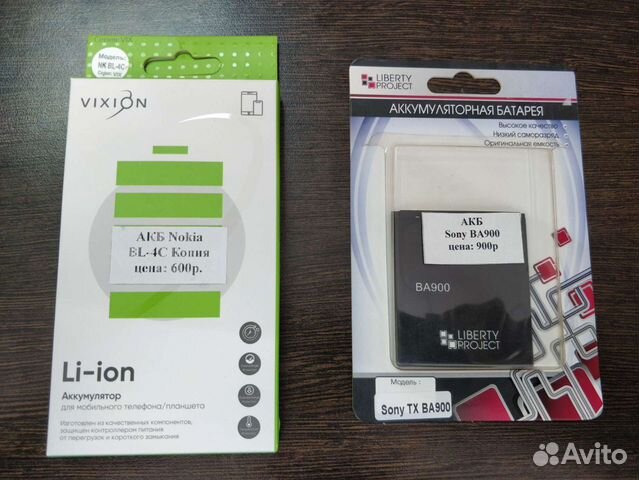 Модель:
NK BL-4C
Сервис VIX
VIXION
АКБ Nokia
BL-4C Копия
цена: 600р.
Li-ion
Аккумулятор
для мобильного телефона/планшета
Изготовлен из качественных компонентов,
защищен контроллером питания
от перегрузок и короткого замыкания
LIBERTY
PROJECT
АККУМУЛЯТОРНАЯ БАТАРЕЯ
Высокое качество
Низкий саморазряд
Оригинальная емкость
АКБ
Sony BA900
цена: 900р
BA900
LIBERTY
PROJECT
Модель :
Sony TX BA900
Avito